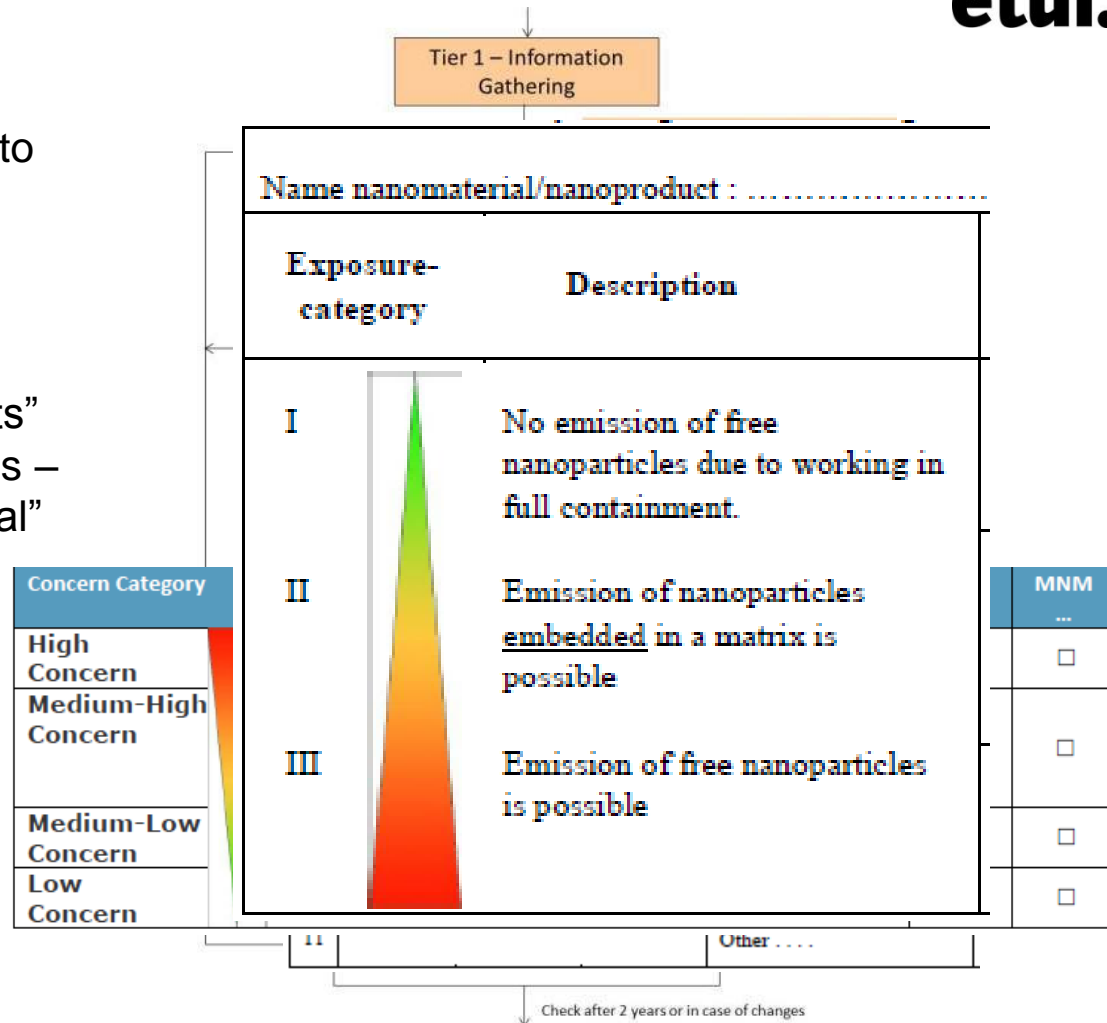 etui.
Tier 1 – Information
Gathering
to
Name nanomaterial/nanoproduct : .....................
Exposure-
category
Description
ts”
s –
al”
I
No emission of free
nanoparticles due to working in
full containment.
II
Emission of nanoparticles
embedded in a matrix is
possible
III
Emission of free nanoparticles
is possible
Concern Category
MNM
...
High
Concern
Medium-High
Concern
Medium-Low
Concern
Low
Concern
II
Other . . . .
Check after 2 years or in case of changes